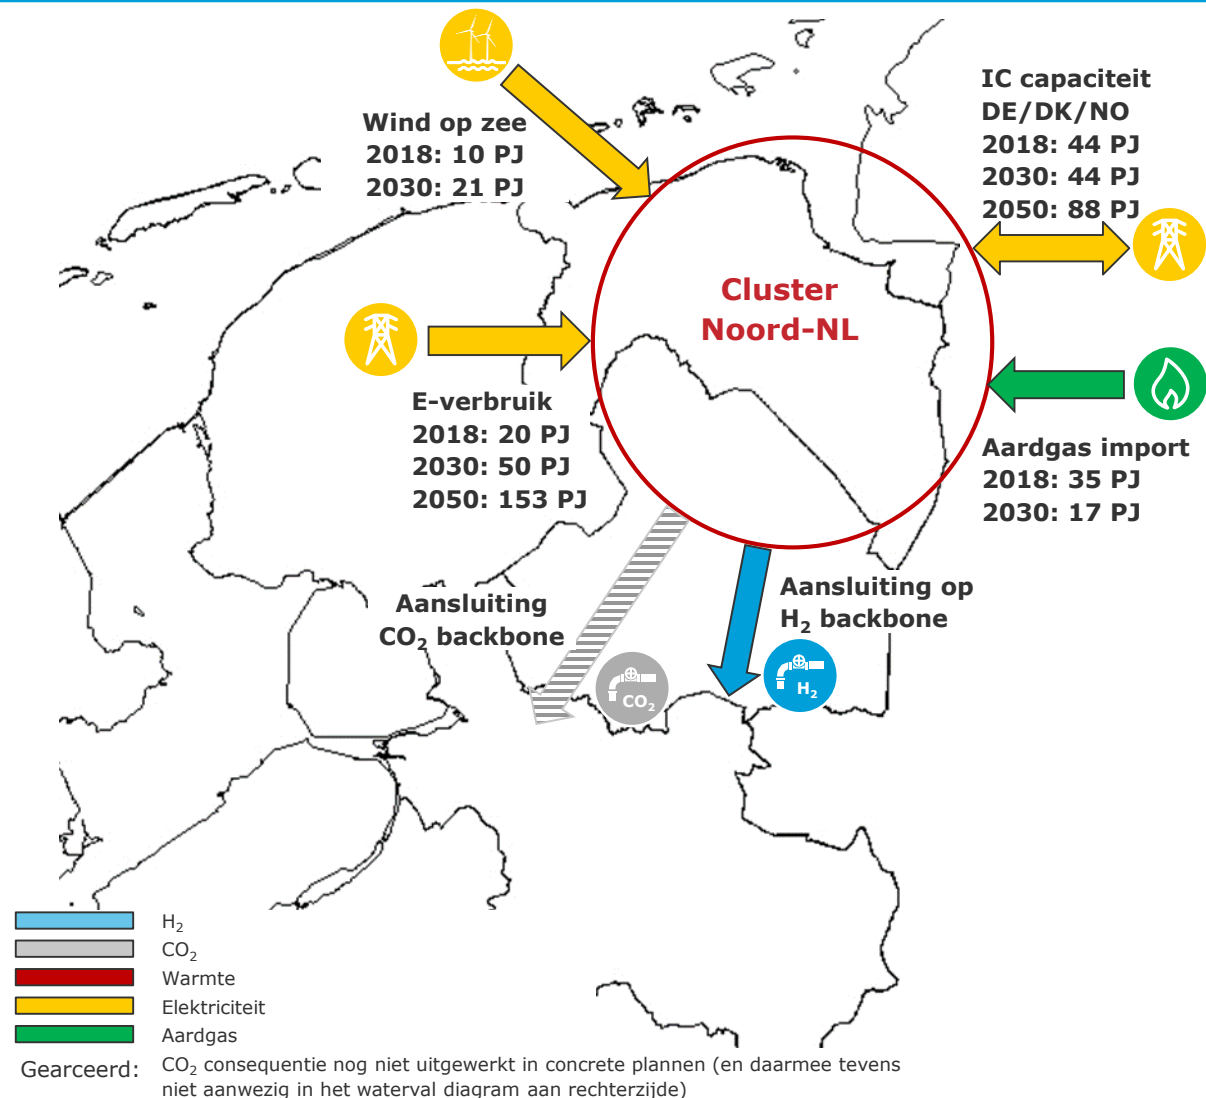 Wind op zee
2018: 10 PJ
2030: 21 PJ
IC capaciteit
DE/DK/NO
2018: 44 PJ
2030: 44 PJ
2050: 88 PJ
Cluster
Noord-NL
E-verbruik
2018: 20 PJ
2030: 50 PJ
2050: 153 PJ
Aardgas import
2018: 35 PJ
2030: 17 PJ
Aansluiting
CO₂ backbone
Aansluiting op
H₂ backbone
CO₂
H₂
H₂
CO₂
Warmte
Elektriciteit
Aardgas
Gearceerd: CO₂ consequentie nog niet uitgewerkt in concrete plannen (en daarmee tevens
niet aanwezig in het waterval diagram aan rechterzijde)